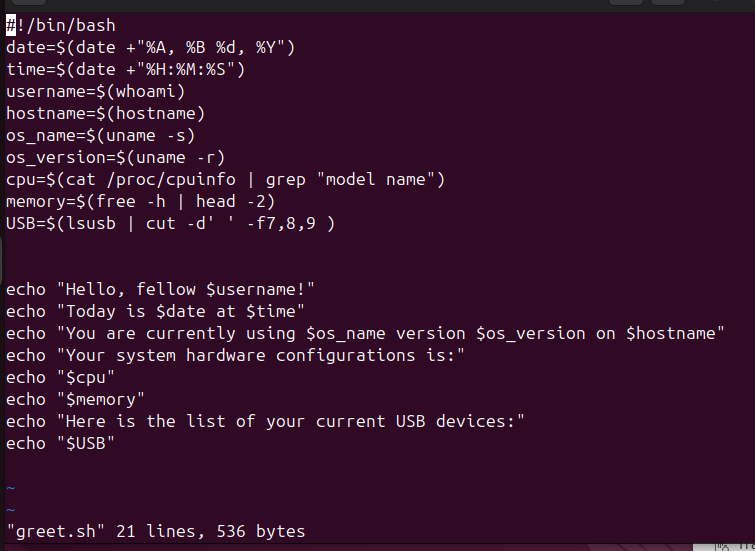 #!/bin/bash
date=$(date +"%A, %B %d, %Y")
time=$(date +"%H:%M:%S")
username=$(whoami)
hostname=$(hostname)
os_name=$(uname -s)
os_version=$(uname -r)
cpu=$(cat /proc/cpuinfo | grep "model name")
memory=$(free -h | head -2)
USB=$(lsusb | cut -d' ' -f7,8,9 )
echo "Hello, fellow $username!"
echo "Today is $date at $time"
echo "You are currently using $os_name version $os_version on $hostname"
echo "Your system hardware configurations is:"
echo "$cpu"
echo "$memory"
echo "Here is the list of your current USB devices:"
echo "$USB"
~
~
"greet.sh" 21 lines, 536 bytes